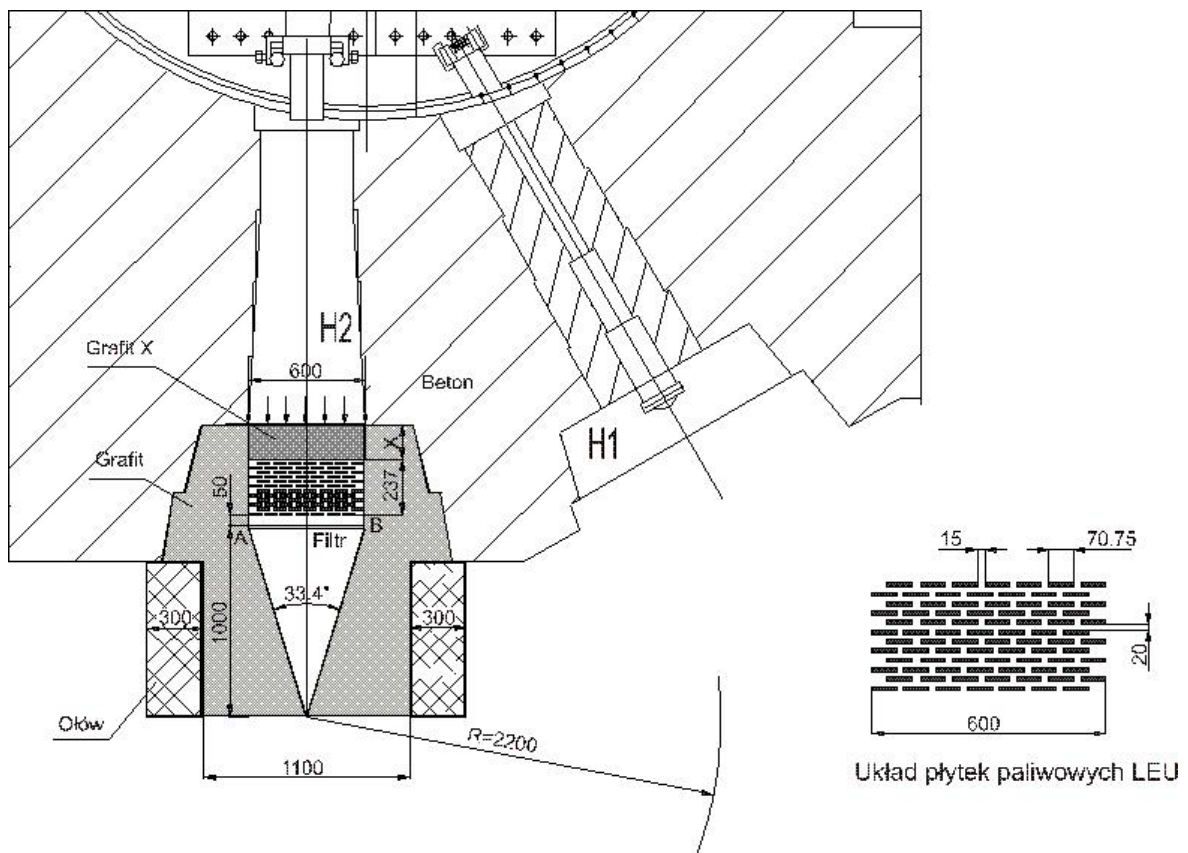 H2
Grafit X
600
Beton
H1
X
Grafit
50
237
A
B
Filtr
33.4°
300
1000
300
Ołów
1100
R=2200
15
70.75
20
600
Układ płytek paliwowych LEU